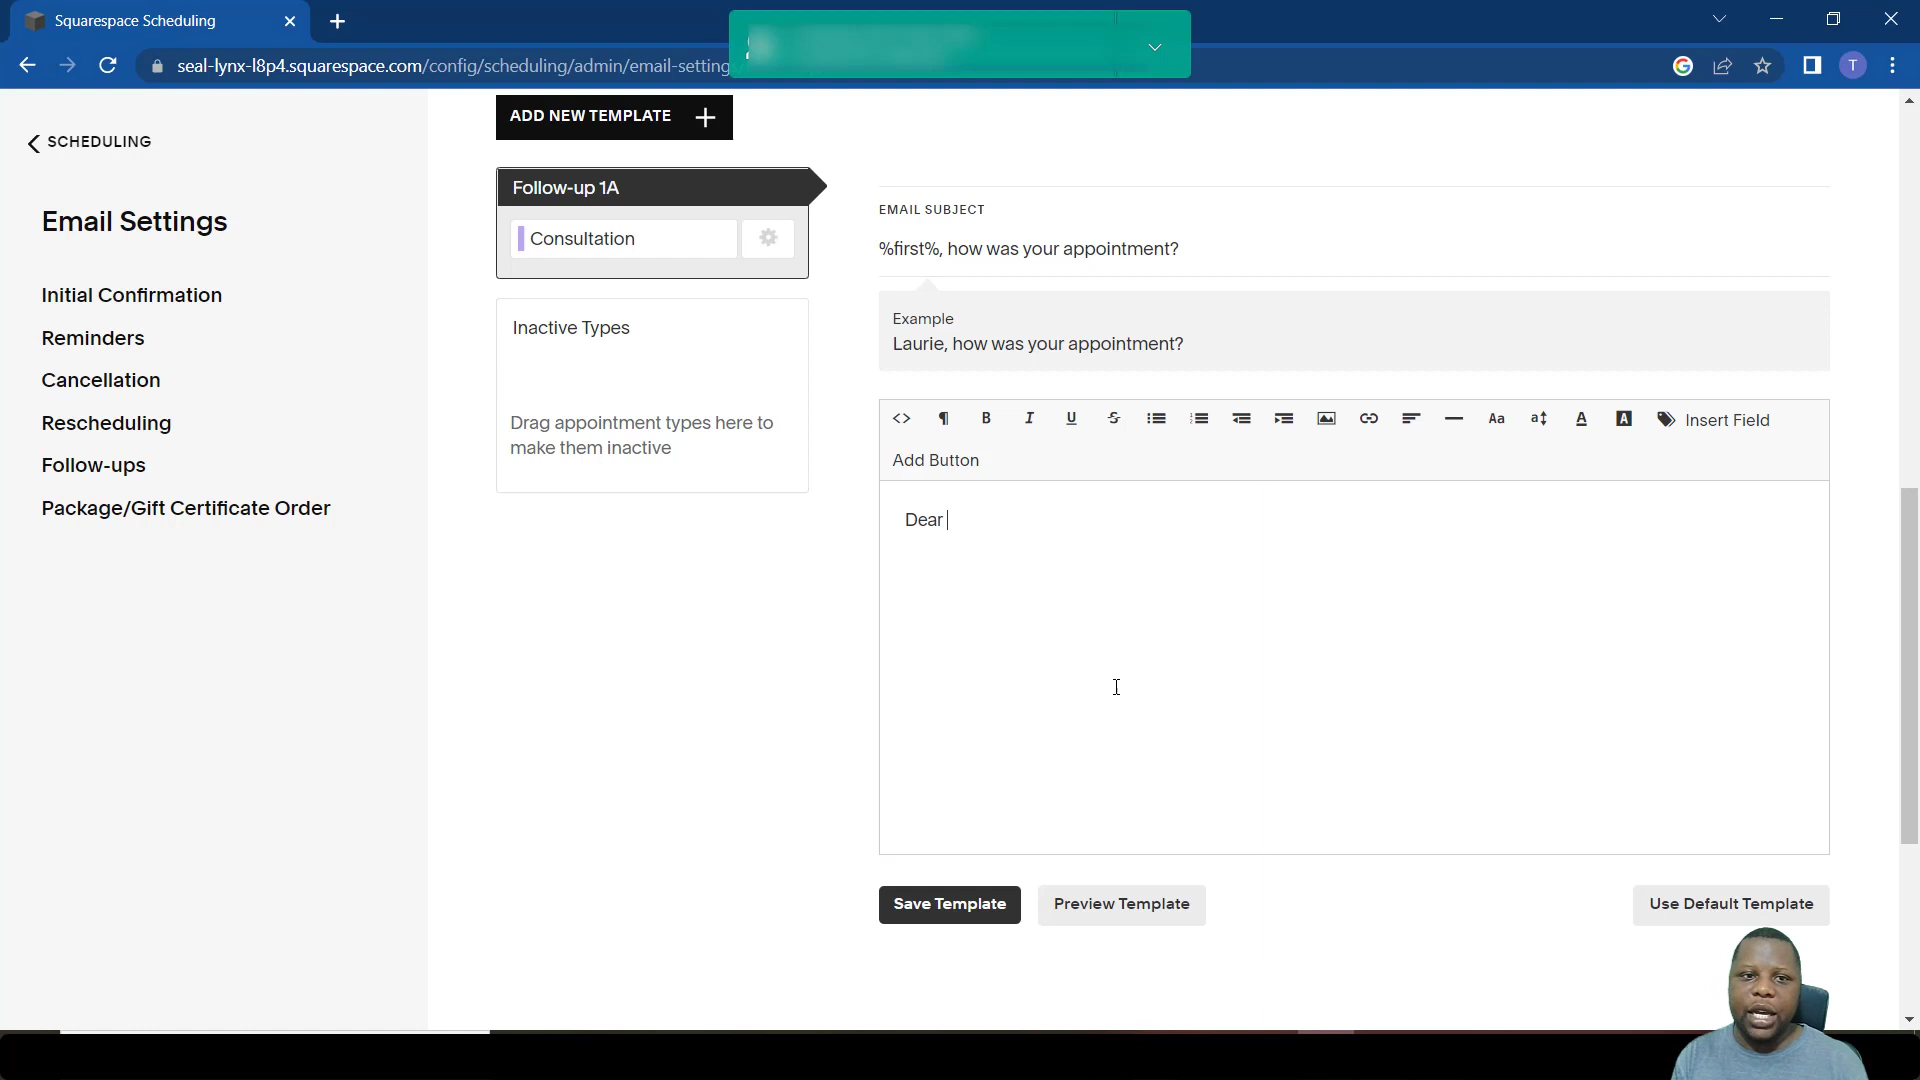 Squarespace Scheduling
seal-lynx-l8p4.squarespace.com/config/scheduling/admin/email-setting
T
SCHEDULING
Email Settings
Initial Confirmation
Reminders
Cancellation
Rescheduling
Follow-ups
Package/Gift Certificate Order
ADD NEW TEMPLATE
Follow-up 1A
Consultation
Inactive Types
Drag appointment types here to
make them inactive
EMAIL SUBJECT
%first%, how was your appointment?
Example
Laurie, how was your appointment?
B I U S Aa a A A Insert Field
Add Button
Dear
Save Template
Preview Template
Use Default Template